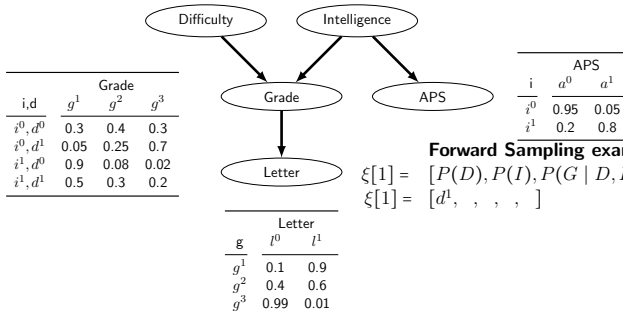 Difficulty
Intelligence
Grade
APS
Letter
Grade
i,d g¹ g² g³
i⁰, d⁰ 0.3 0.4 0.3
i⁰, d¹ 0.05 0.25 0.7
i¹, d⁰ 0.9 0.08 0.02
i¹, d¹ 0.5 0.3 0.2
APS
i a⁰ a¹
i⁰ 0.95 0.05
i¹ 0.2 0.8
Forward Sampling exa
ξ[1] = [P(D), P(I), P(G | D,
ξ[1] = [d¹, , , , ]
Letter
g l⁰ l¹
g¹ 0.1 0.9
g² 0.4 0.6
g³ 0.99 0.01